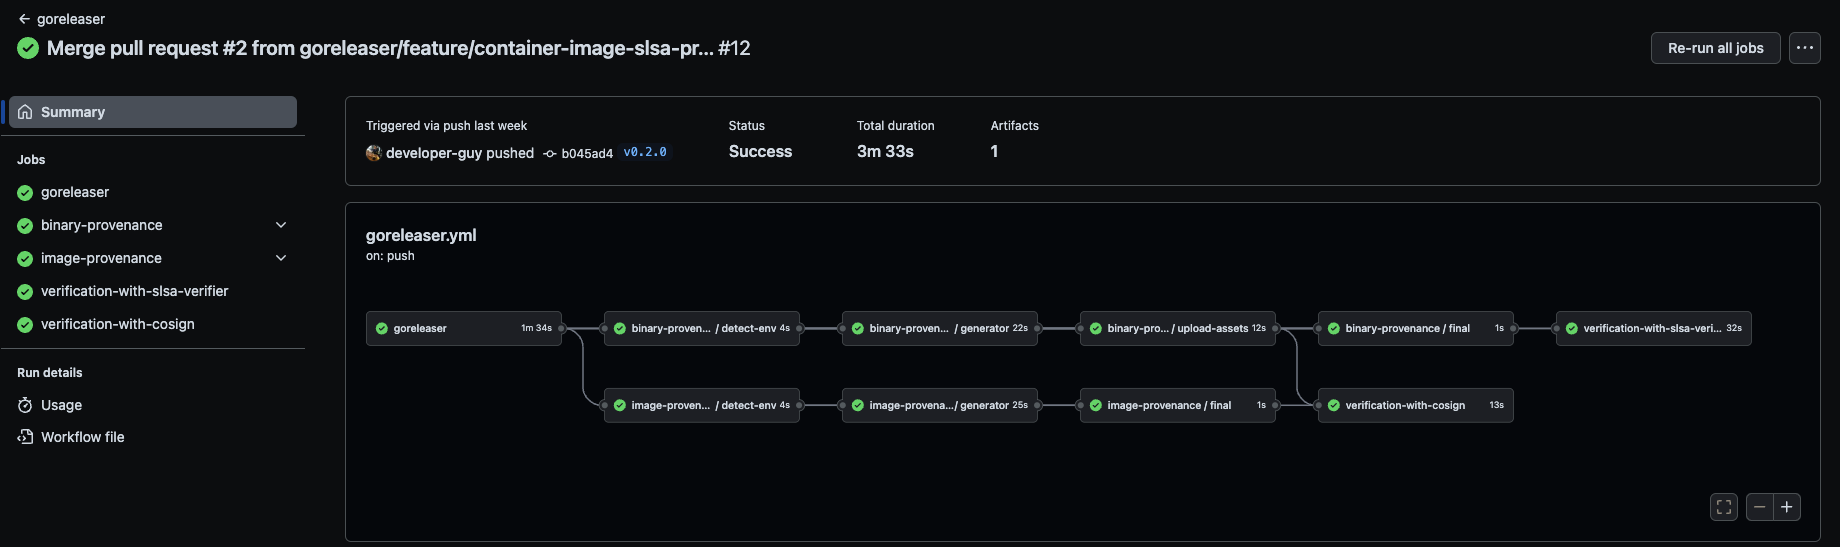 goreleaser
Merge pull request #2 from goreleaser/feature/container-image-slsa-pr... #12
Re-run all jobs
Summary
Jobs
goreleaser
binary-provenance
image-provenance
verification-with-slsa-verifier
verification-with-cosign
Run details
Usage
Workflow file
Triggered via push last week
developer-guy pushed b045ad4 v0.2.0
Status
Success
Total duration
3m 33s
Artifacts
1
goreleaser.yml
on: push
goreleaser 1m 34s
binary-proven... / detect-env 4s
binary-proven... / generator 22s
binary-pro... / upload-assets 12s
binary-provenance / final 1s
verification-with-slsa-veri... 32s
image-proven... / detect-env 4s
image-provena... / generator 25s
image-provenance / final 1s
verification-with-cosign 13s